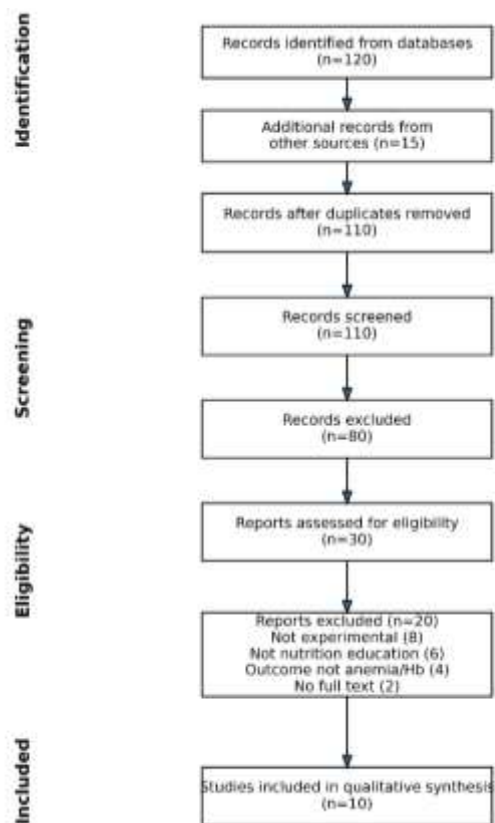 Identification
Records identified from databases
(n=120)
Additional records from
other sources (n=15)
Records after duplicates removed
(n=110)
Screening
Records screened
(n=110)
Records excluded
(n=80)
Eligibility
Reports assessed for eligibility
(n=30)
Reports excluded (n=20)
Not experimental (8)
Not nutrition education (6)
Outcome not anemia/Hb (4)
No full text (2)
Included
Studies included in qualitative synthesis
(n=10)